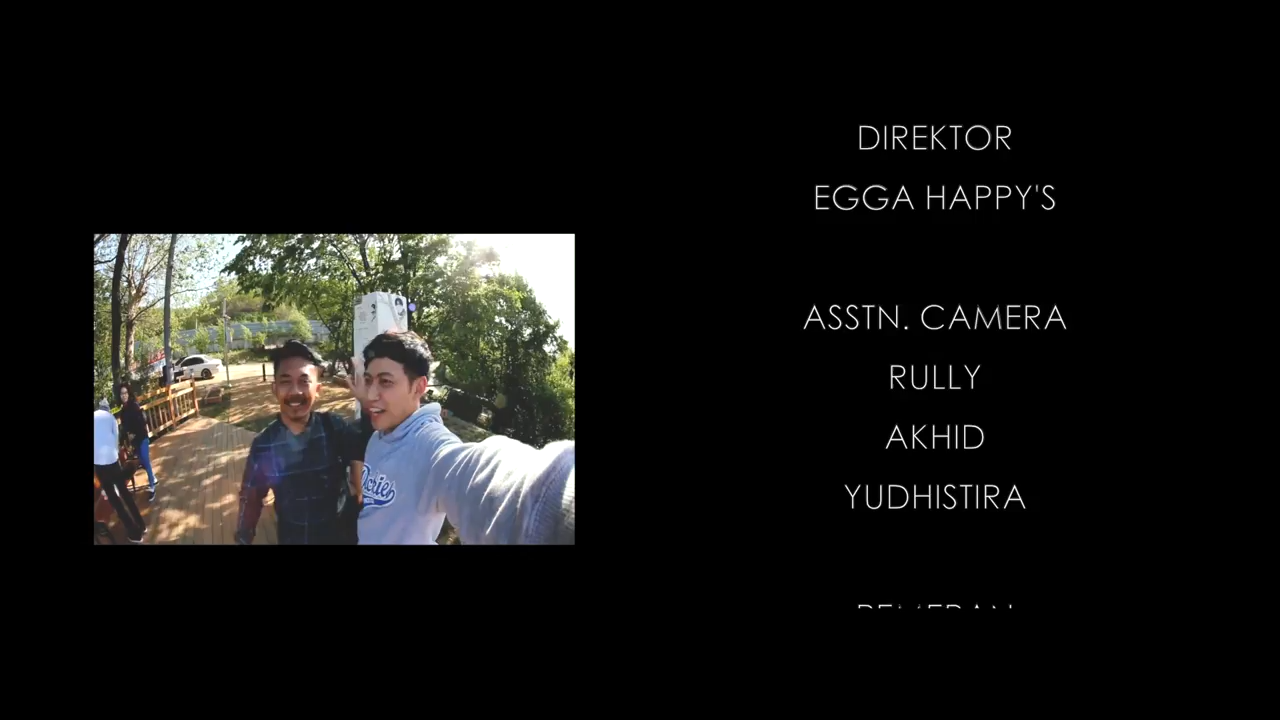 DIREKTOR
EGGA HAPPY'S
ASSTN. CAMERA
RULLY
AKHID
YUDHISTIRA